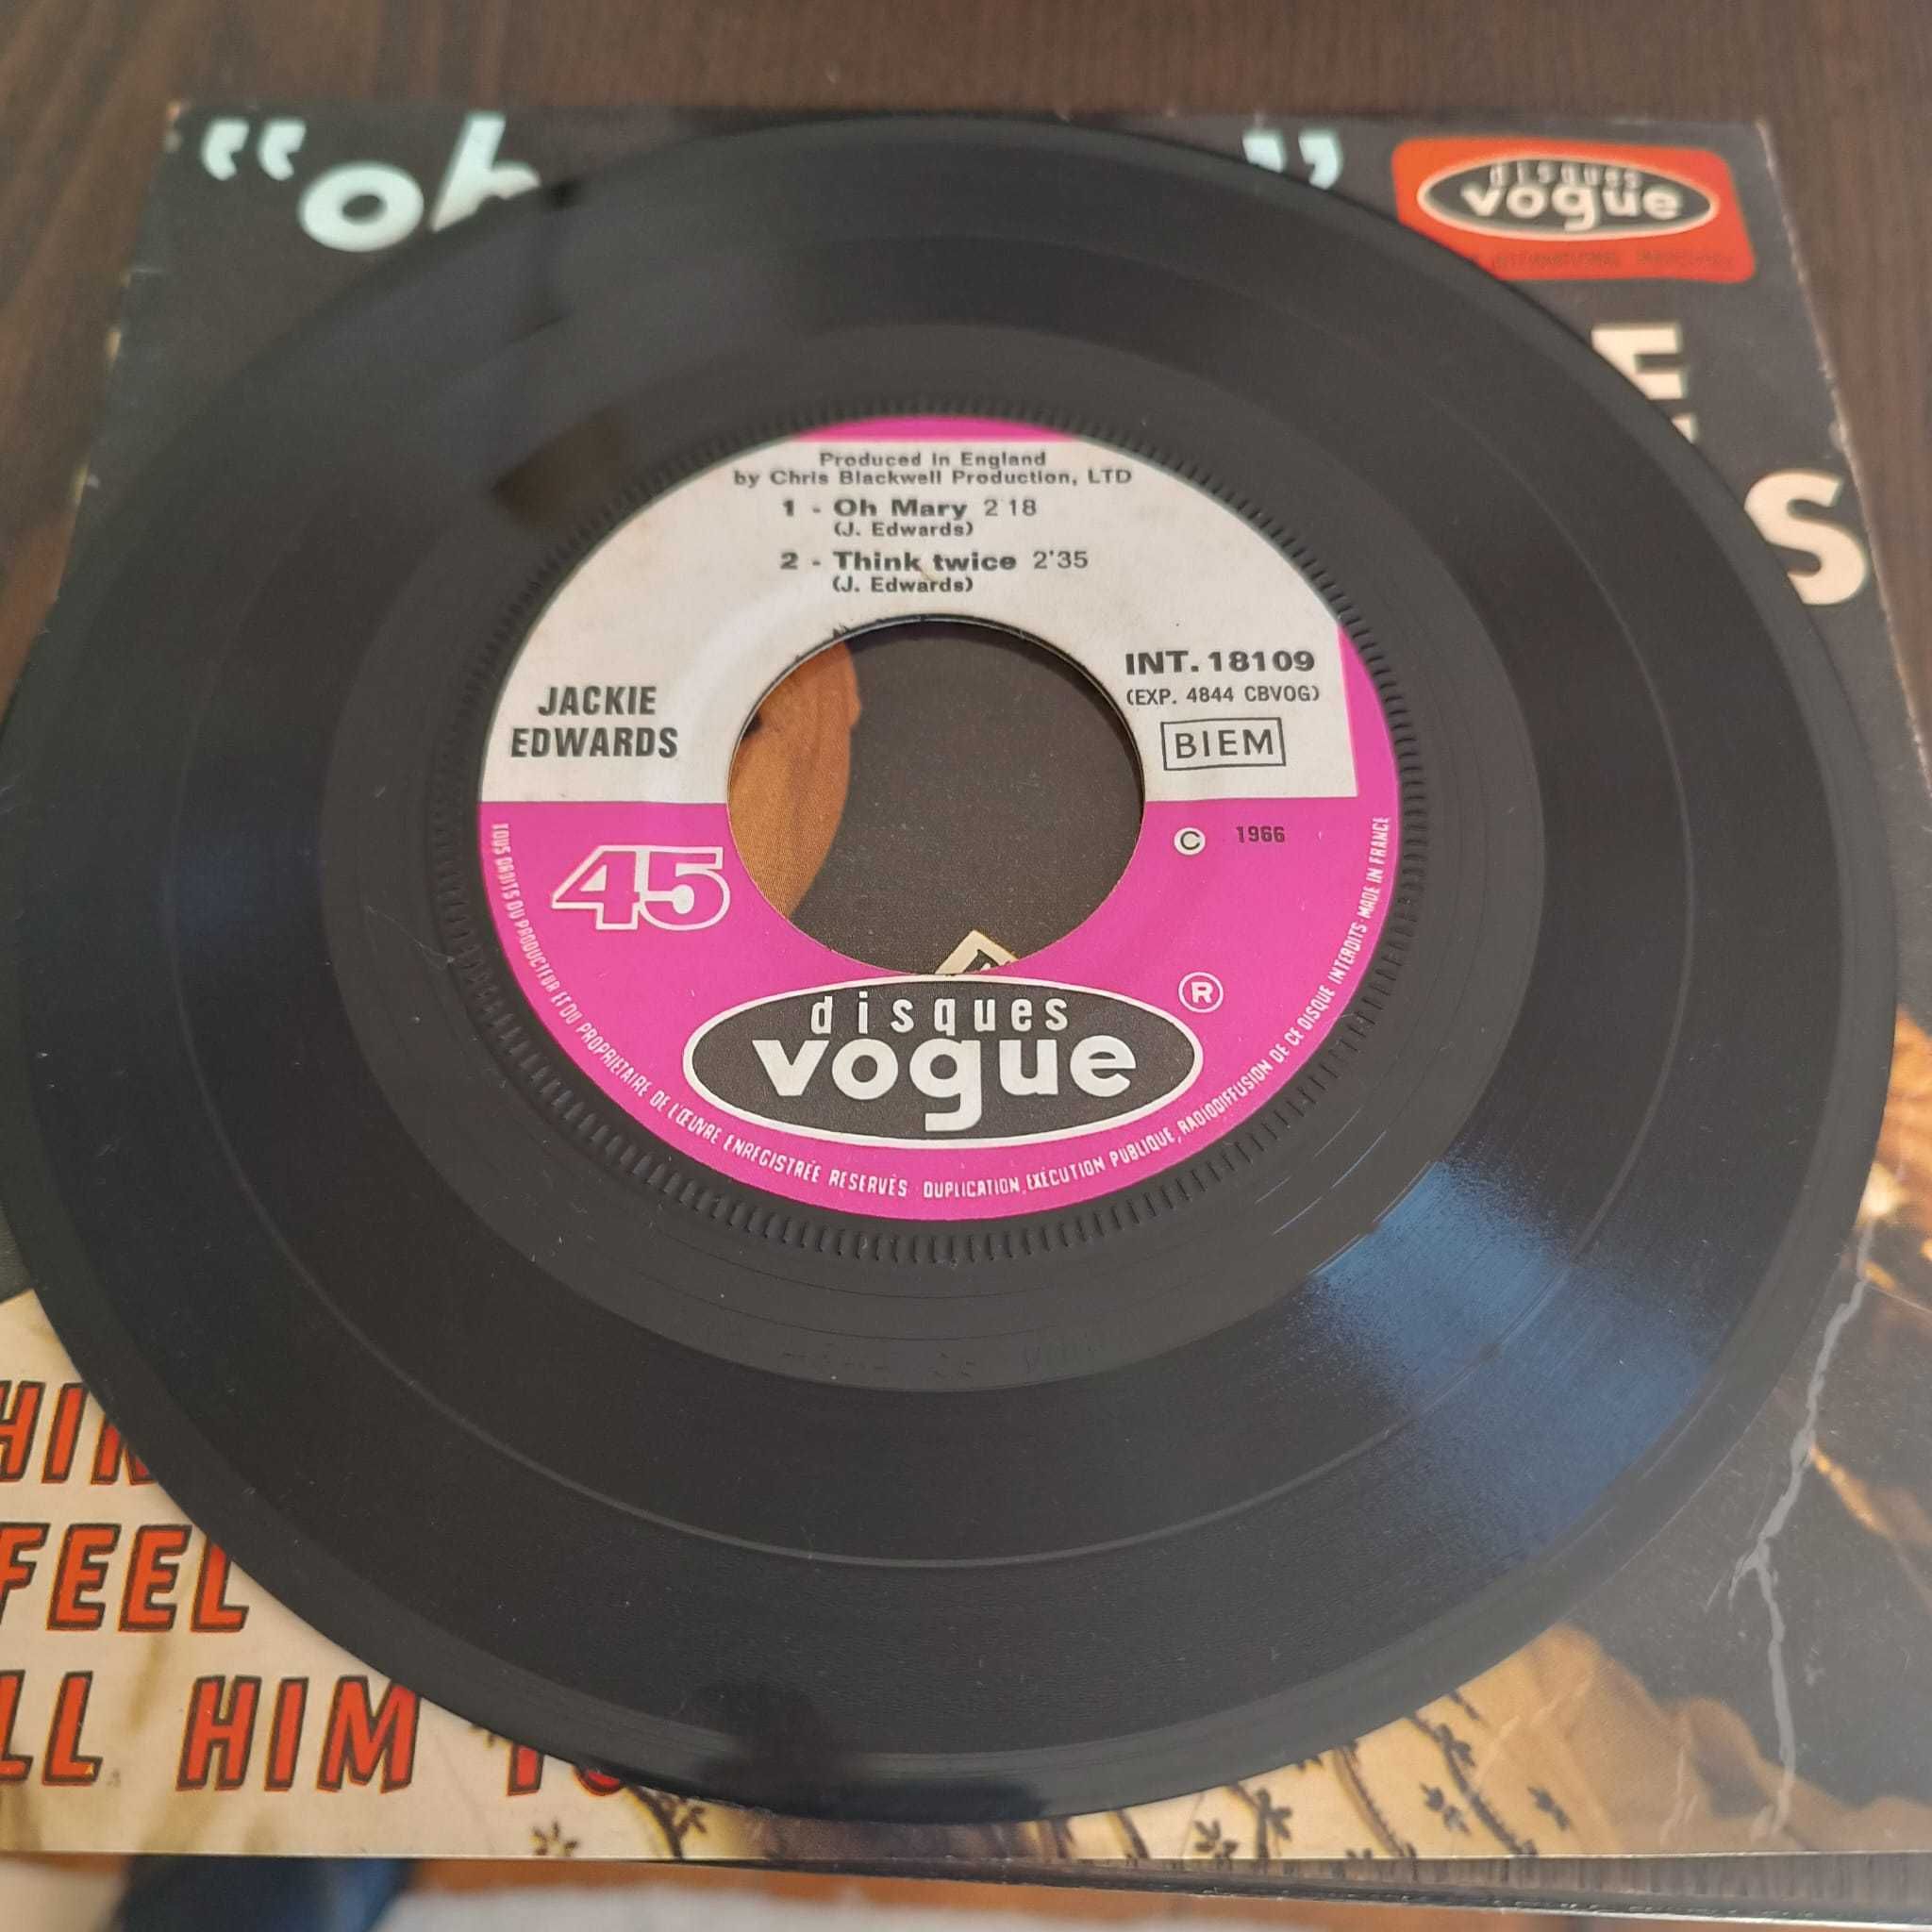 “oh ”
disques
vogue
E
S
Produced in England
by Chris Blackwell Production, LTD
1 - Oh Mary 2 18
(J. Edwards)
2 - Think twice 2'35
(J. Edwards)
JACKIE
EDWARDS
INT. 18109
(EXP. 4844 CBVOG)
BIEM
45
© 1966
disques
vogue
®
TOUS DROITS DU PRODUCTEUR ET DU PROPRIETAIRE DE L'ŒUVRE ENREGISTRÉE RESERVÉS DUPLICATION, EXÉCUTION PUBLIQUE, RADIODIFFUSION DE CE DISQUE INTERDITS - MADE IN FRANCE
HIN
FEEL
LL HIM